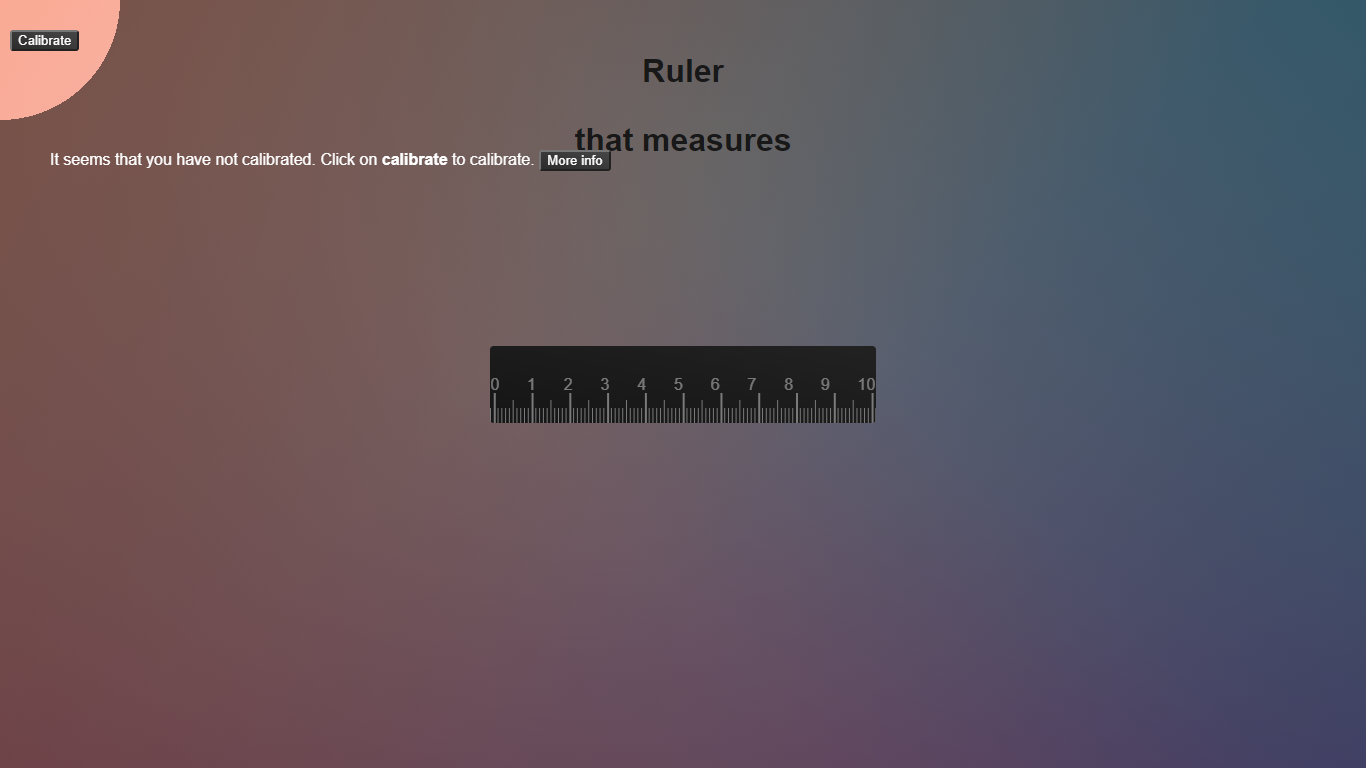 Calibrate
Ruler
that measures
It seems that you have not calibrated. Click on calibrate to calibrate. More info
0 1 2 3 4 5 6 7 8 9 10